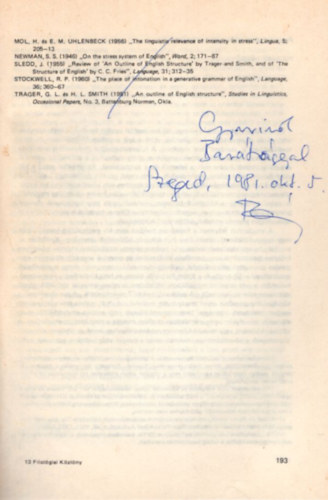 MOL, H. és E. M. UHLENBECK (1956) „The linguistic relevance of intensity in stress”, Lingua, 5:
205–13
NEWMAN, S. S. (1946) „On the stress system of English”, Word, 2; 171–87
SLEDD, J. (1955) „Review of 'An Outline of English Structure' by Trager and Smith, and of 'The
Structure of English' by C. C. Fries”, Language, 31; 312–35
STOCKWELL, R. P. (1960) „The place of intonation in a generative grammar of English”, Language,
36; 360–67
TRAGER, G. L. és H. L. SMITH (1951) „An outline of English structure”, Studies in Linguistics,
Occasional Papers, No. 3, Battenburg Norman, Okla.
Barátsággal
Szeged, 1981. okt. 5.
13 Filológiai Közlöny
193